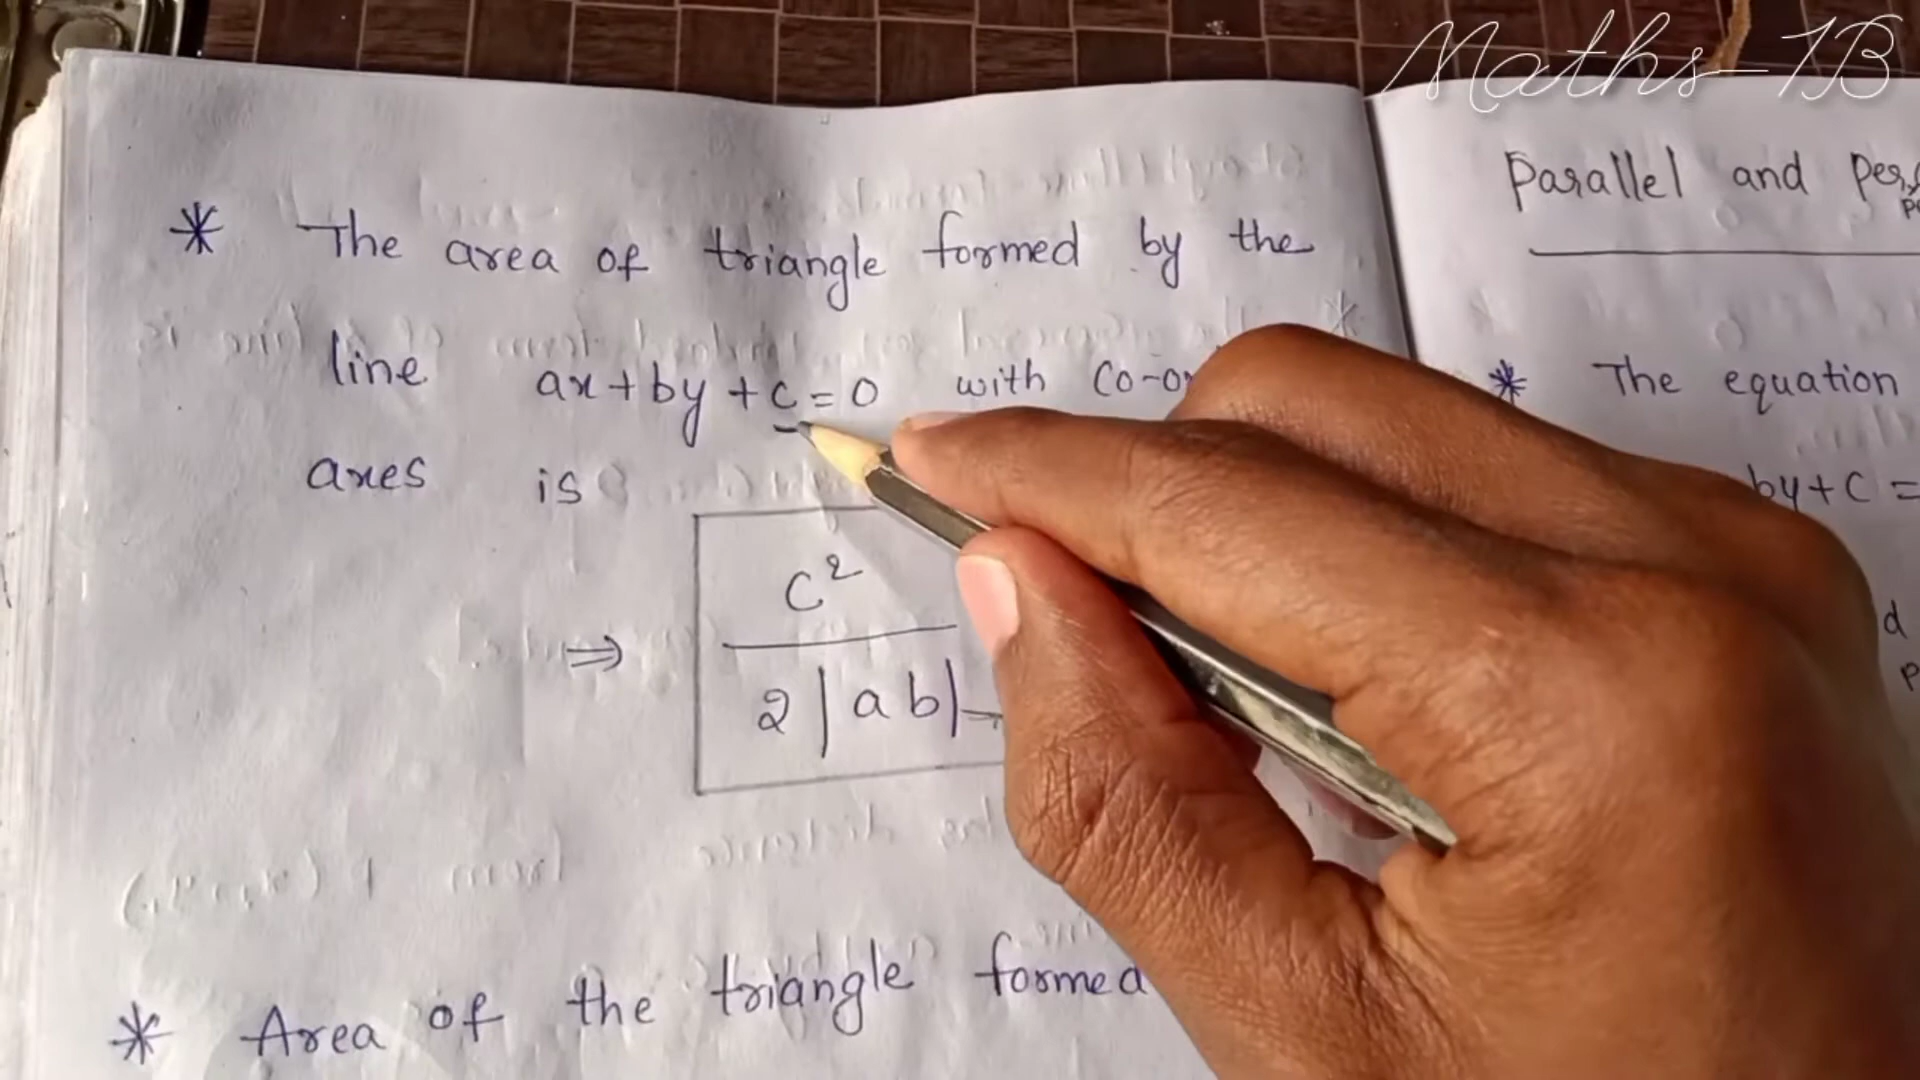 Maths-1B
* The area of triangle formed by the
line ax+by+c=0 with co-or
axes is
⇒ c²
2|ab|
* Area of the triangle formed
Parallel and per
* The equation
by+c=
d
p